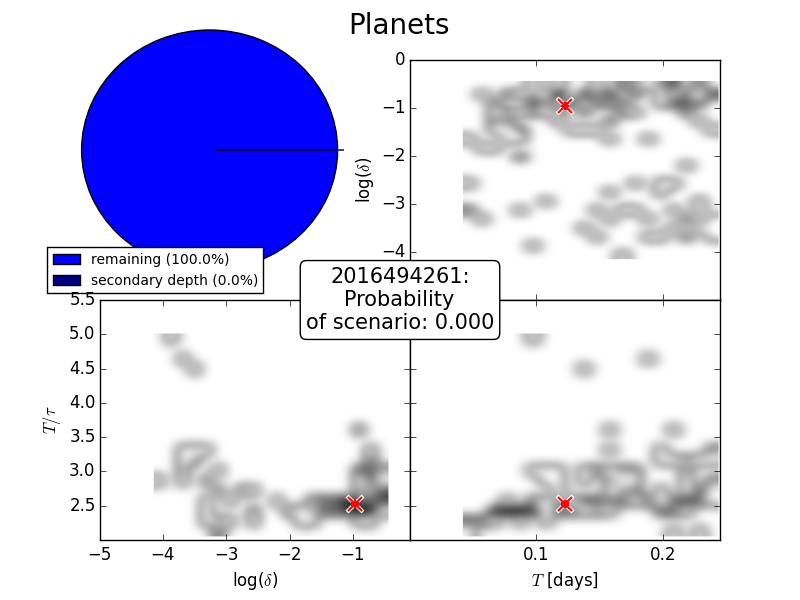 Planets
remaining (100.0%)
secondary depth (0.0%)
0
−1
−2
−3
−4
log(δ)
2016494261:
Probability
of scenario: 0.000
5.5
5.0
4.5
4.0
3.5
3.0
2.5
T/τ
−5 −4 −3 −2 −1
log(δ)
0.1 0.2
T [days]